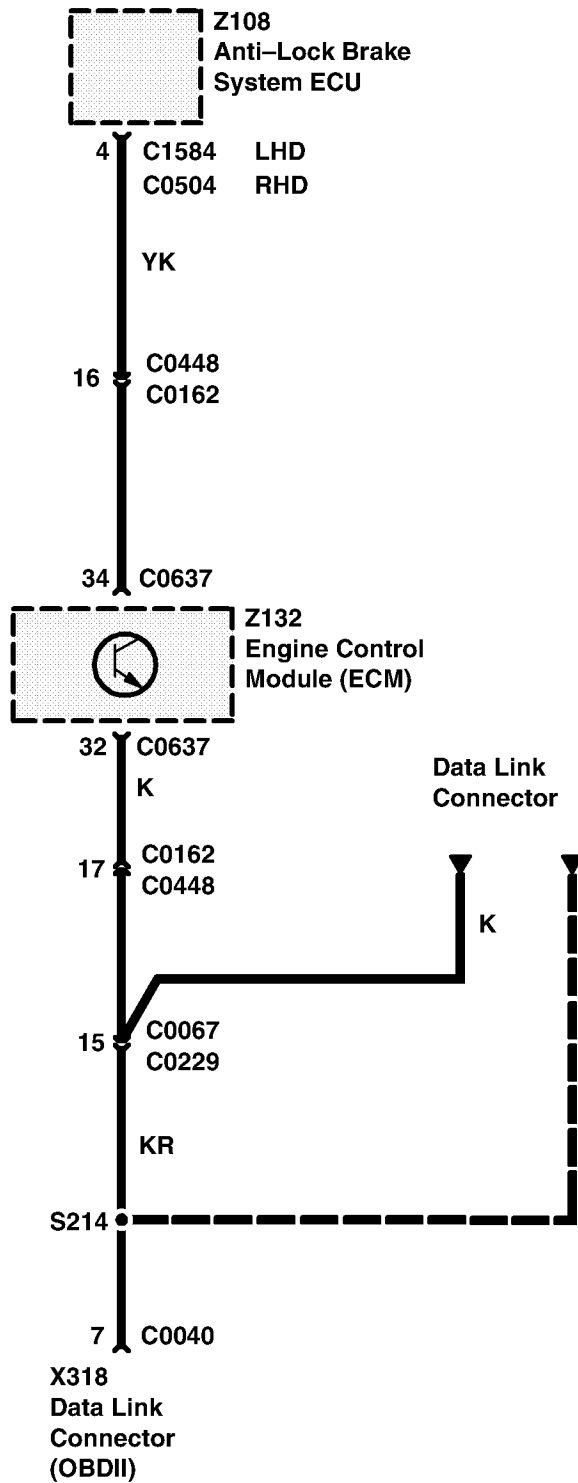 Z108
Anti–Lock Brake
System ECU
4 C1584 LHD
C0504 RHD
YK
16 C0448
C0162
34 C0637
Z132
Engine Control
Module (ECM)
32 C0637
K
Data Link
Connector
17 C0162
C0448
K
15 C0067
C0229
KR
S214
7 C0040
X318
Data Link
Connector
(OBDII)